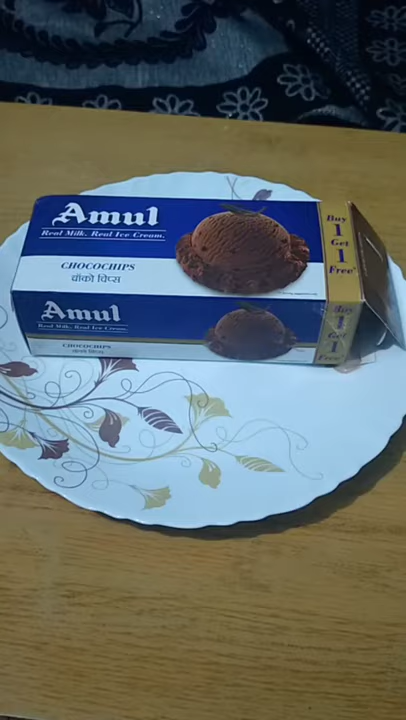 Amul
Real Milk. Real Ice Cream.
CHOCOCHIPS
चॉको चिप्स
Buy
1
Get
1
Free*
Amul
Real Milk. Real Ice Cream.
CHOCOCHIPS
चॉको चिप्स
Buy
1
Get
1
Free*